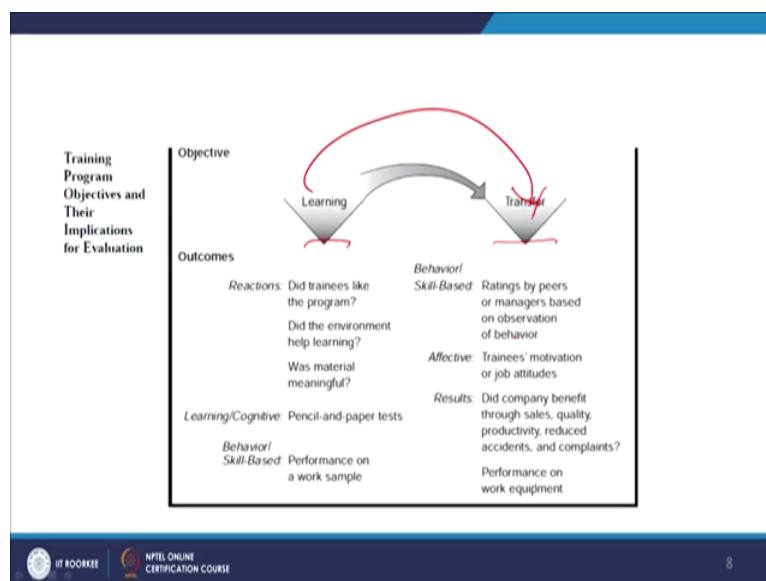 Training
Program
Objectives and
Their
Implications
for Evaluation
Objective
Learning
Transfer
Outcomes
Reactions: Did trainees like
the program?
Did the environment
help learning?
Was material
meaningful?
Learning/Cognitive: Pencil-and-paper tests
Behavior/
Skill-Based: Performance on
a work sample
Behavior/
Skill-Based: Ratings by peers
or managers based
on observation
of behavior
Affective: Trainees' motivation
or job attitudes
Results: Did company benefit
through sales, quality,
productivity, reduced
accidents, and complaints?
Performance on
work equipment
IIT ROORKEE
NPTEL ONLINE
CERTIFICATION COURSE
8